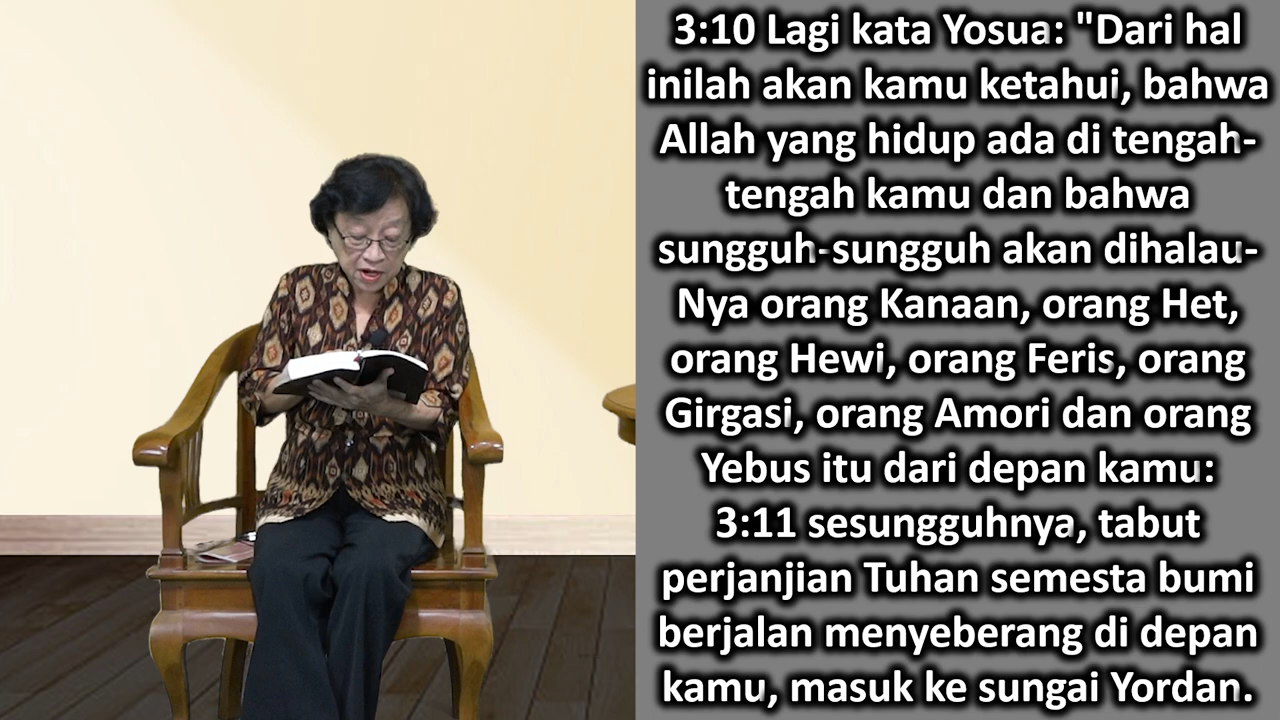 3:10 Lagi kata Yosua: "Dari hal
inilah akan kamu ketahui, bahwa
Allah yang hidup ada di tengah-
tengah kamu dan bahwa
sungguh-sungguh akan dihalau-
Nya orang Kanaan, orang Het,
orang Hewi, orang Feris, orang
Girgasi, orang Amori dan orang
Yebus itu dari depan kamu:
3:11 sesungguhnya, tabut
perjanjian Tuhan semesta bumi
berjalan menyeberang di depan
kamu, masuk ke sungai Yordan.